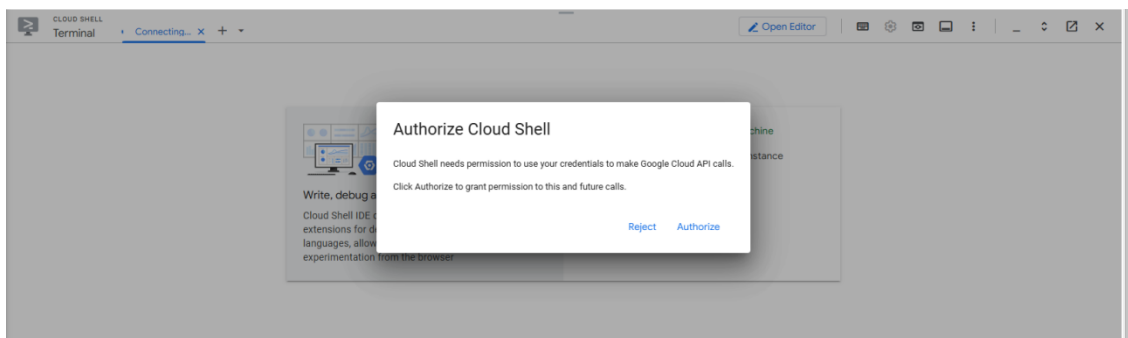 CLOUD SHELL
Terminal
Connecting...
Open Editor
Authorize Cloud Shell
Cloud Shell needs permission to use your credentials to make Google Cloud API calls.
Click Authorize to grant permission to this and future calls.
Reject Authorize
Write, debug a
Cloud Shell IDE
extensions for d
languages, allow
experimentation from the browser
chine
nstance